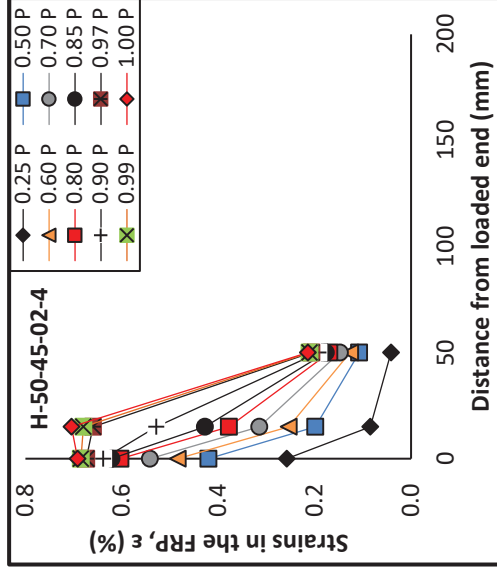 0.25 P 0.50 P
0.60 P 0.70 P
0.80 P 0.85 P
0.90 P 0.97 P
0.99 P 1.00 P
H-50-45-02-4
Strains in the FRP, ε (%)
0.8
0.6
0.4
0.2
0.0
0 50 100 150 200
Distance from loaded end (mm)